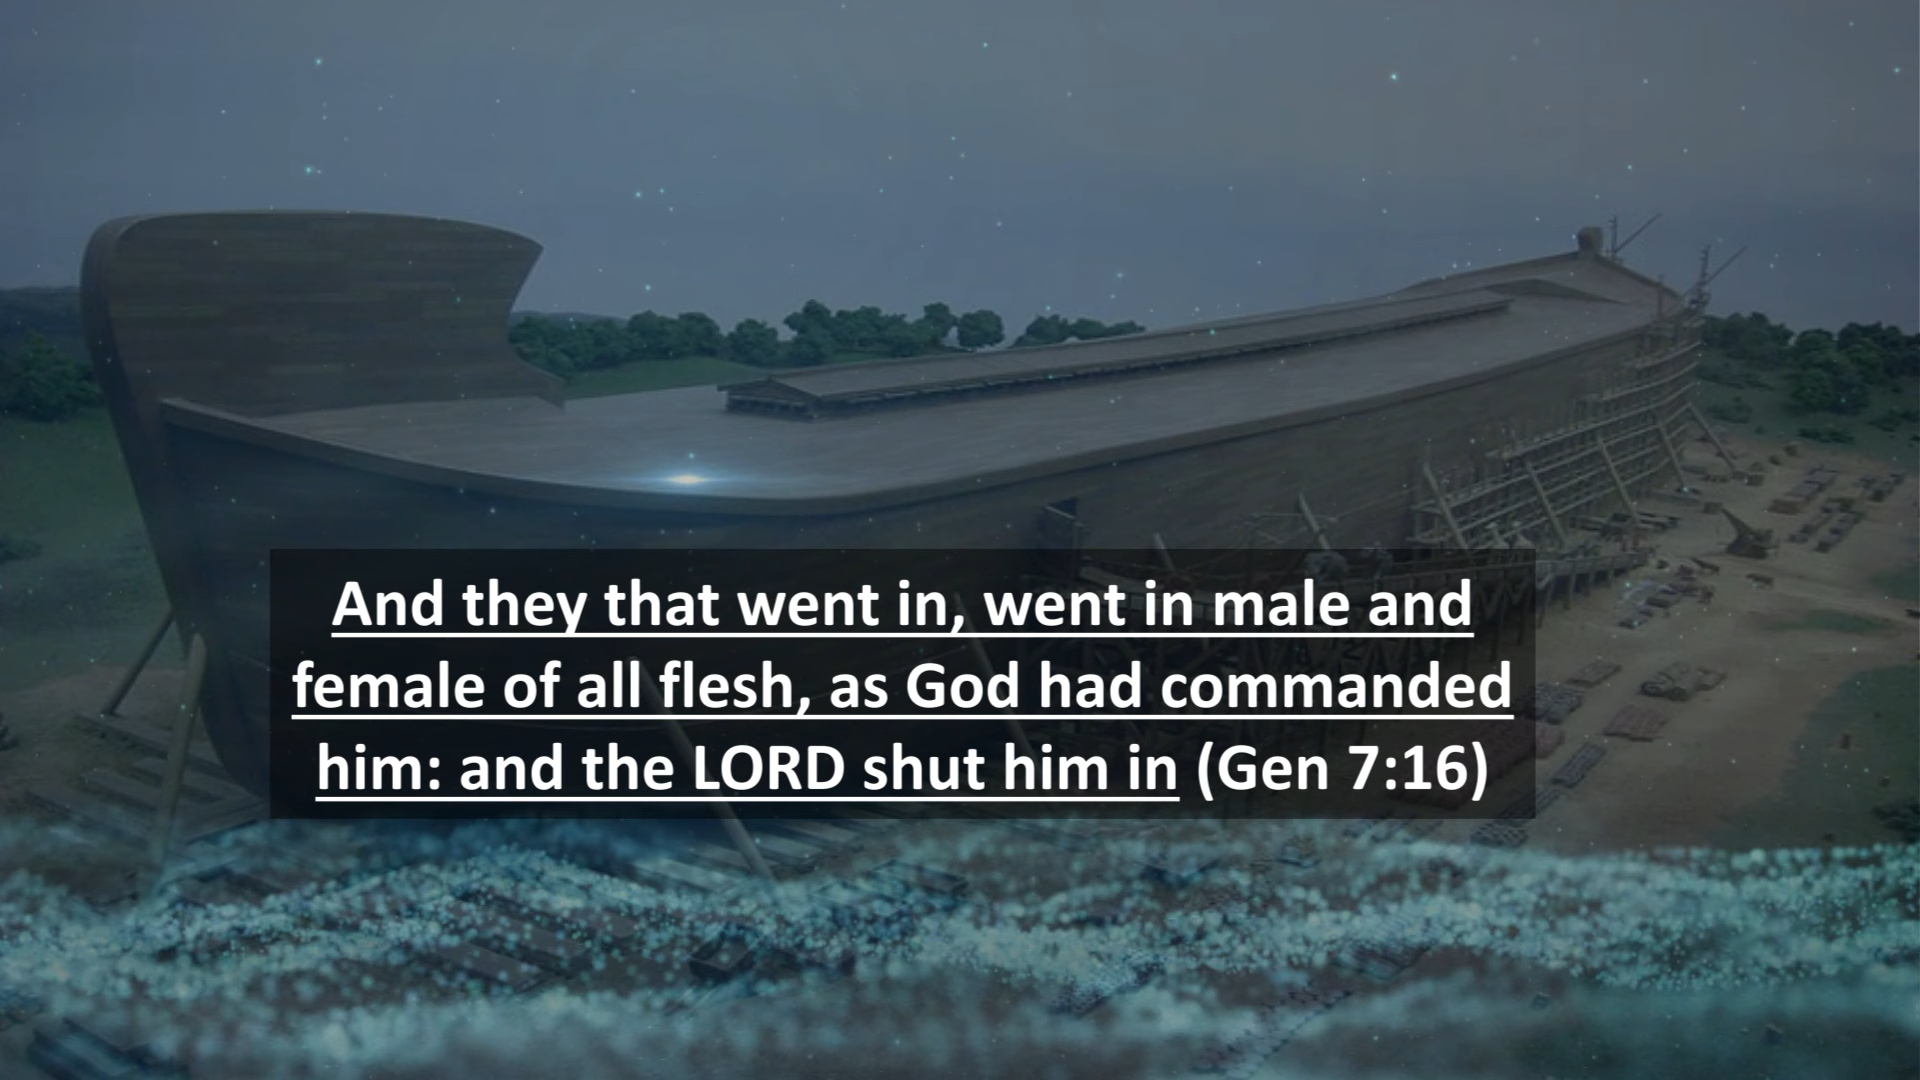 And they that went in, went in male and
female of all flesh, as God had commanded
him: and the LORD shut him in (Gen 7:16)